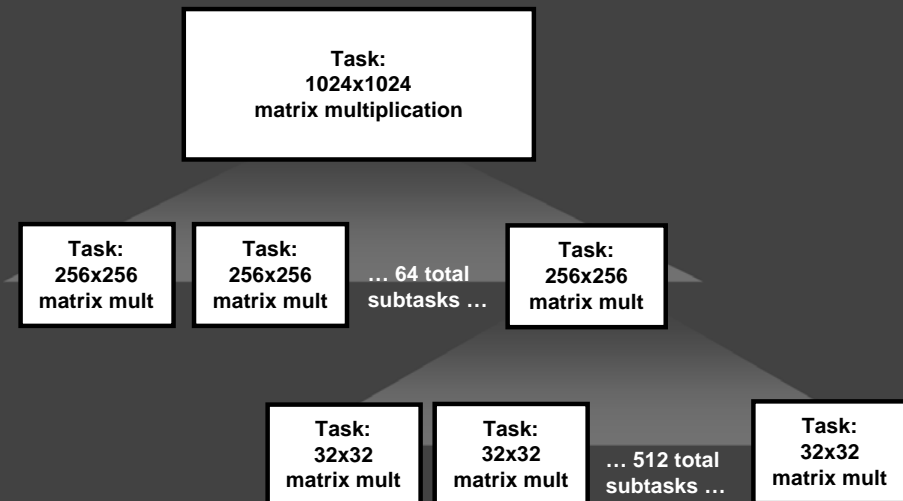 Task:
1024x1024
matrix multiplication
Task:
256x256
matrix mult
Task:
256x256
matrix mult
… 64 total
subtasks …
Task:
256x256
matrix mult
Task:
32x32
matrix mult
Task:
32x32
matrix mult
… 512 total
subtasks …
Task:
32x32
matrix mult